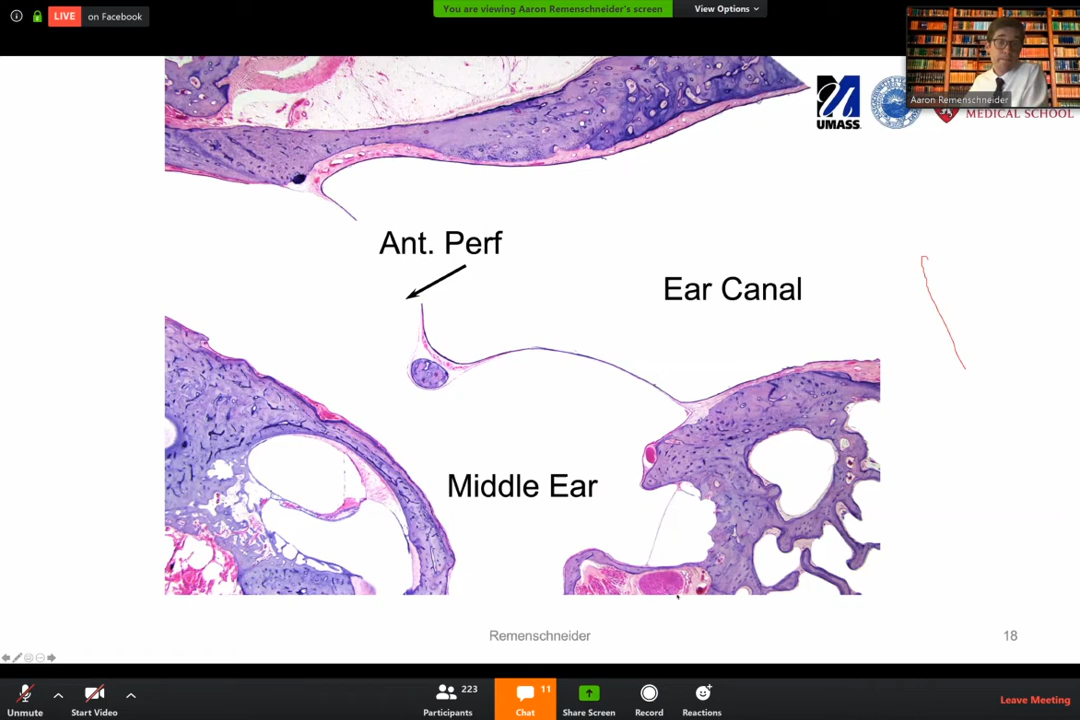 LIVE on Facebook
You are viewing Aaron Remenschneider's screen
View Options
Aaron Remenschneider
UMASS
MEDICAL SCHOOL
Ant. Perf
Ear Canal
Middle Ear
Remenschneider
18
Unmute
Start Video
Participants 223
Chat 11
Share Screen
Record
Reactions
Leave Meeting